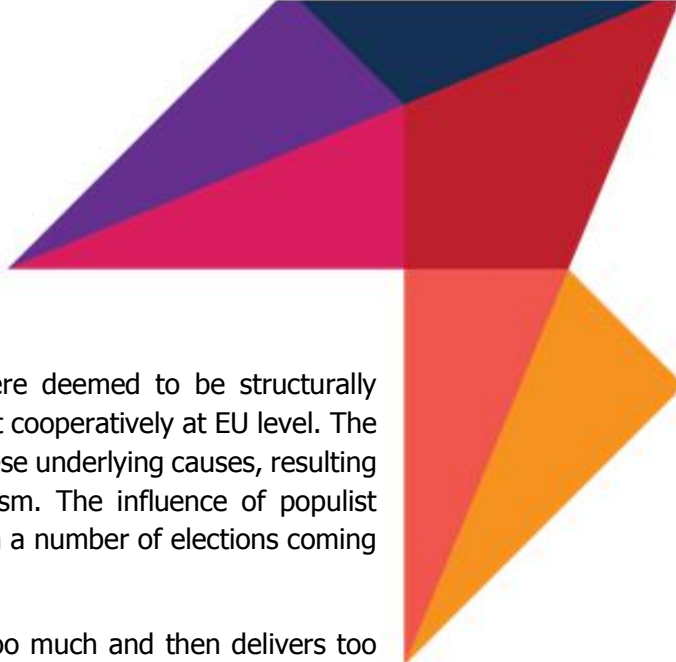 ere deemed to be structurally
t cooperatively at EU level. The
ese underlying causes, resulting
sm. The influence of populist
a number of elections coming
oo much and then delivers too